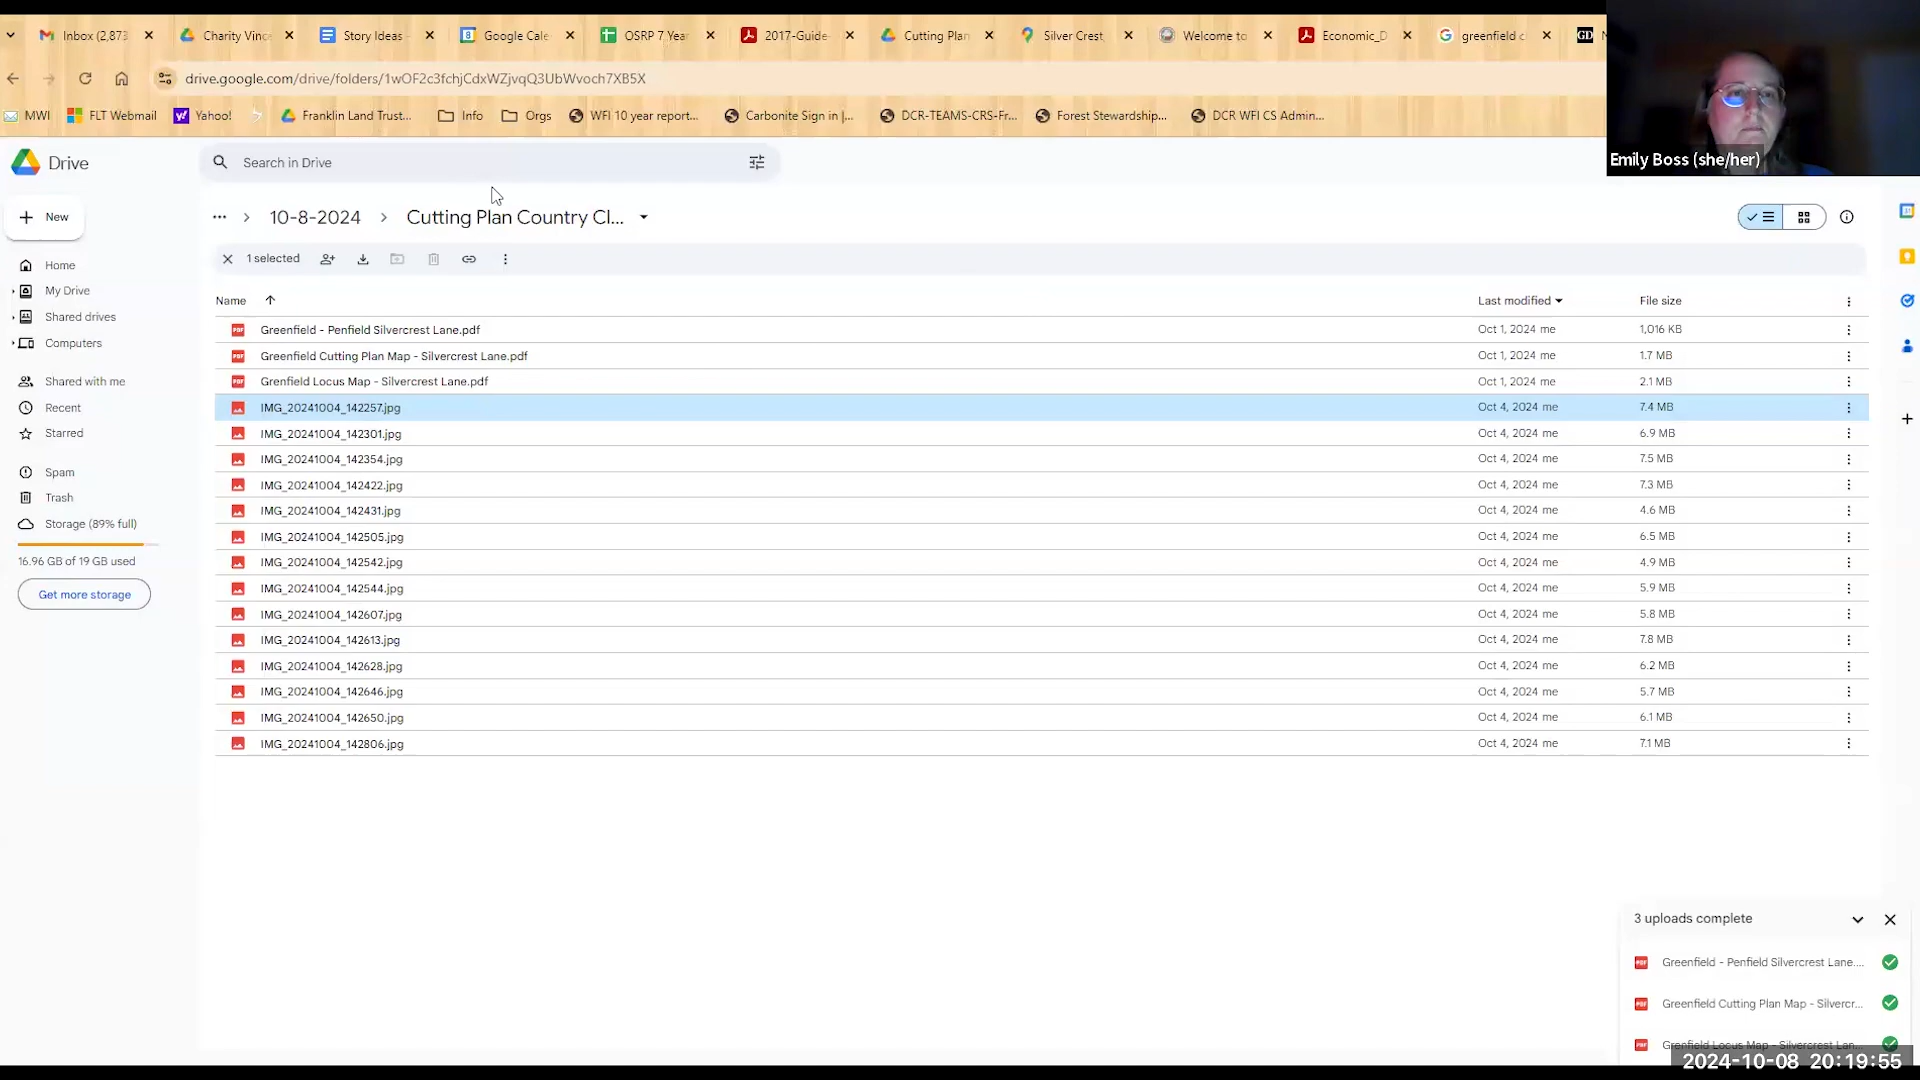 Inbox (2,873
Charity Vince
Story Ideas
Google Cale
OSRP 7 Year
2017-Guide-
Cutting Plan
Silver Crest
Welcome to
Economic_D
greenfield c
GD
drive.google.com/drive/folders/1wOF2c3fchjCdxWZjvqQ3UbWvoch7XB5X
MWI
FLT Webmail
Yahoo!
Franklin Land Trust...
Info
Orgs
WFI 10 year report...
Carbonite Sign in |...
DCR-TEAMS-CRS-Fr...
Forest Stewardship...
DCR WFI CS Admin...
Emily Boss (she/her)
Drive
Search in Drive
New
10-8-2024
Cutting Plan Country Cl...
1 selected
Home
My Drive
Shared drives
Computers
Shared with me
Recent
Starred
Spam
Trash
Storage (89% full)
16.96 GB of 19 GB used
Get more storage
Name Last modified File size
Greenfield - Penfield Silvercrest Lane.pdf Oct 1, 2024 me 1,016 KB
Greenfield Cutting Plan Map - Silvercrest Lane.pdf Oct 1, 2024 me 1.7 MB
Grenfield Locus Map - Silvercrest Lane.pdf Oct 1, 2024 me 2.1 MB
IMG_20241004_142257.jpg Oct 4, 2024 me 7.4 MB
IMG_20241004_142301.jpg Oct 4, 2024 me 6.9 MB
IMG_20241004_142354.jpg Oct 4, 2024 me 7.5 MB
IMG_20241004_142422.jpg Oct 4, 2024 me 7.3 MB
IMG_20241004_142431.jpg Oct 4, 2024 me 4.6 MB
IMG_20241004_142505.jpg Oct 4, 2024 me 6.5 MB
IMG_20241004_142542.jpg Oct 4, 2024 me 4.9 MB
IMG_20241004_142544.jpg Oct 4, 2024 me 5.9 MB
IMG_20241004_142607.jpg Oct 4, 2024 me 5.8 MB
IMG_20241004_142613.jpg Oct 4, 2024 me 7.8 MB
IMG_20241004_142628.jpg Oct 4, 2024 me 6.2 MB
IMG_20241004_142646.jpg Oct 4, 2024 me 5.7 MB
IMG_20241004_142650.jpg Oct 4, 2024 me 6.1 MB
IMG_20241004_142806.jpg Oct 4, 2024 me 7.1 MB
3 uploads complete
Greenfield - Penfield Silvercrest Lane....
Greenfield Cutting Plan Map - Silvercr...
Grenfield Locus Map - Silvercrest Lan...
2024-10-08 20:19:55